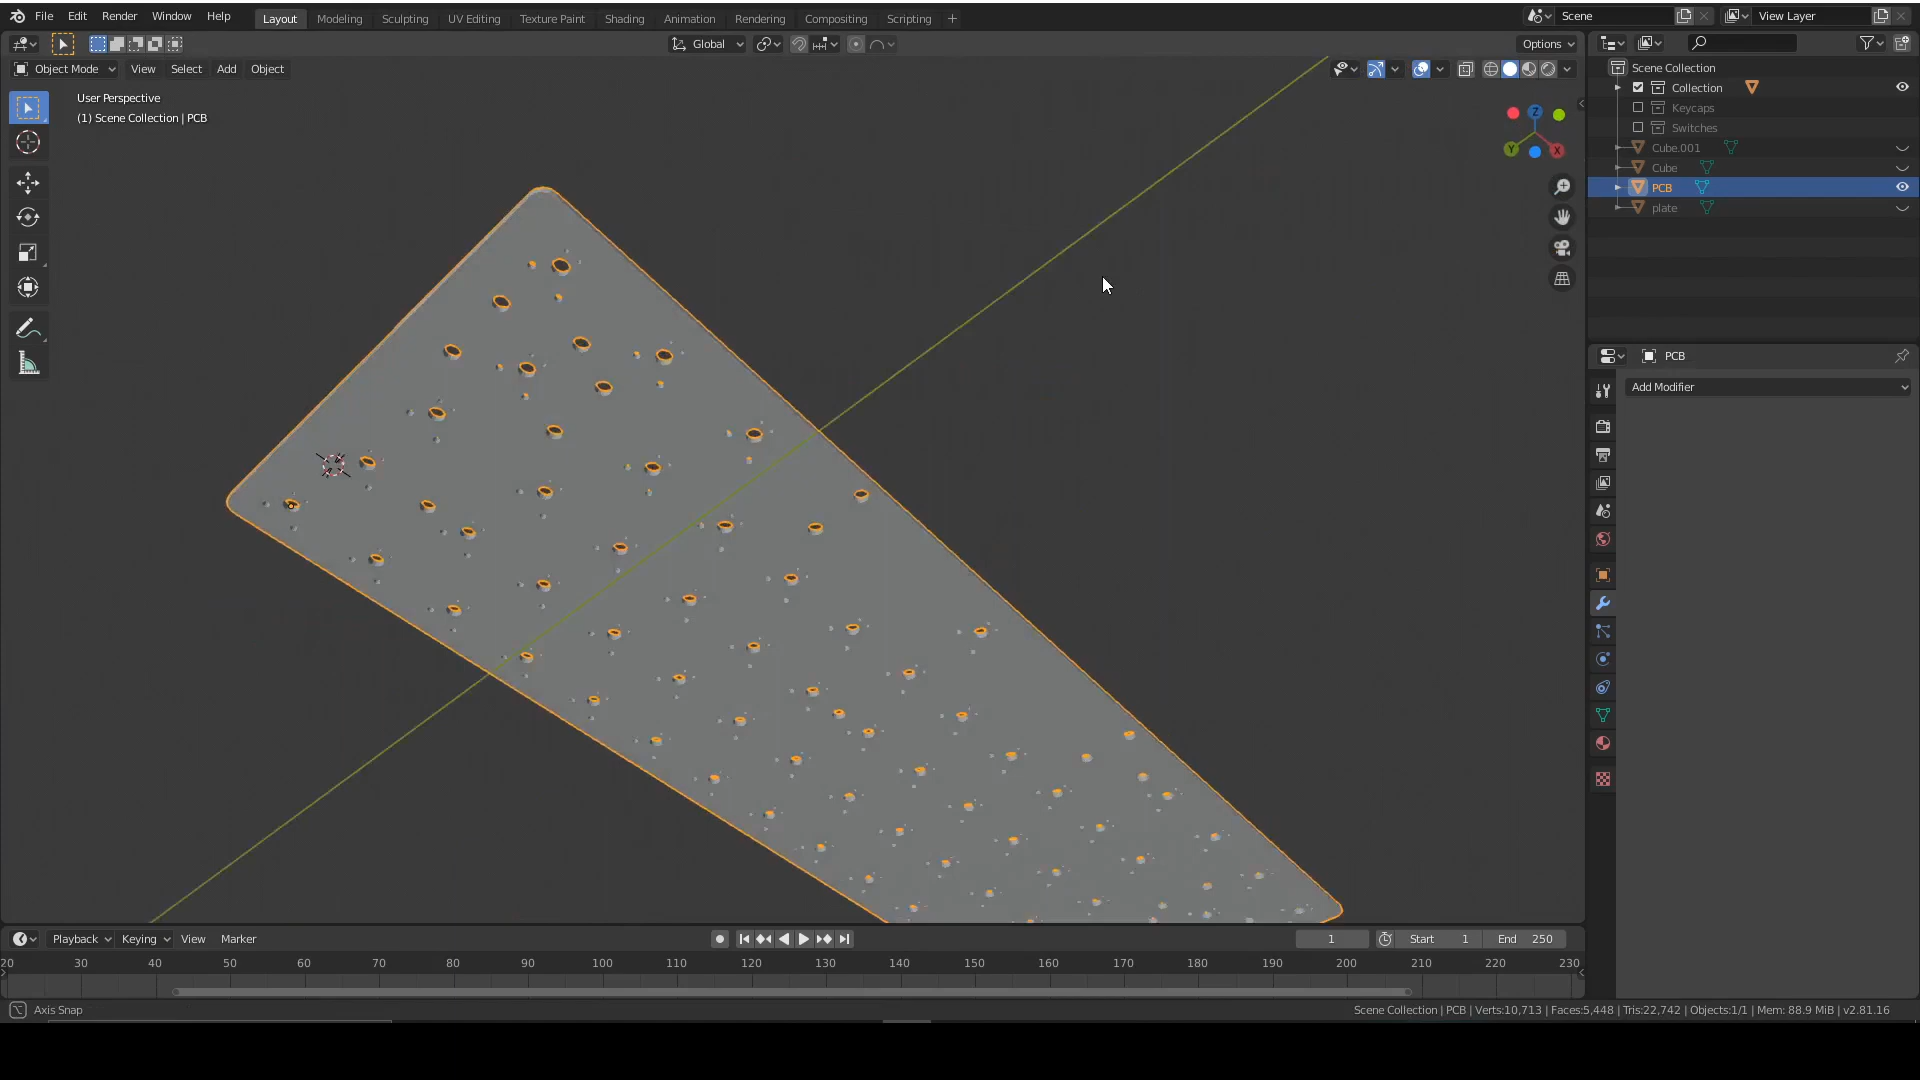 File Edit Render Window Help Layout Modeling Sculpting UV Editing Texture Paint Shading Animation Rendering Compositing Scripting + Scene View Layer
Global Options
Object Mode View Select Add Object
User Perspective
(1) Scene Collection | PCB
Z
Y X
Scene Collection
Collection
Keycaps
Switches
Cube.001
Cube
PCB
plate
PCB
Add Modifier
Playback Keying View Marker 1 Start 1 End 250
20 30 40 50 60 70 80 90 100 110 120 130 140 150 160 170 180 190 200 210 220 230
Axis Snap Scene Collection | PCB | Verts:10,713 | Faces:5,448 | Tris:22,742 | Objects:1/1 | Mem: 88.9 MiB | v2.81.16